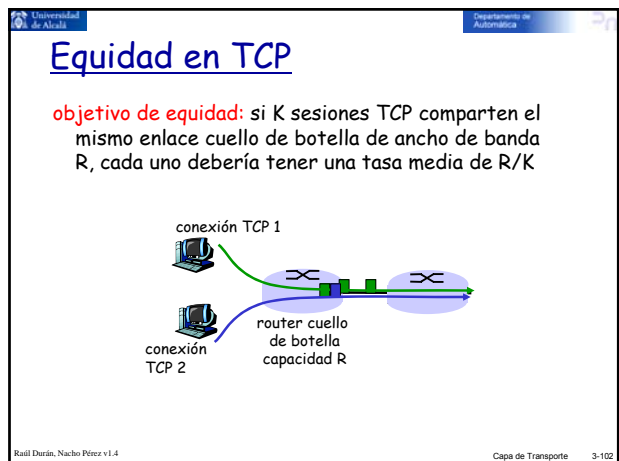 Universidad
de Alcalá
Departamento de
Automática
Equidad en TCP
objetivo de equidad: si K sesiones TCP comparten el
mismo enlace cuello de botella de ancho de banda
R, cada uno debería tener una tasa media de R/K
conexión TCP 1
conexión
TCP 2
router cuello
de botella
capacidad R
Raúl Durán, Nacho Pérez v1.4
Capa de Transporte 3-102